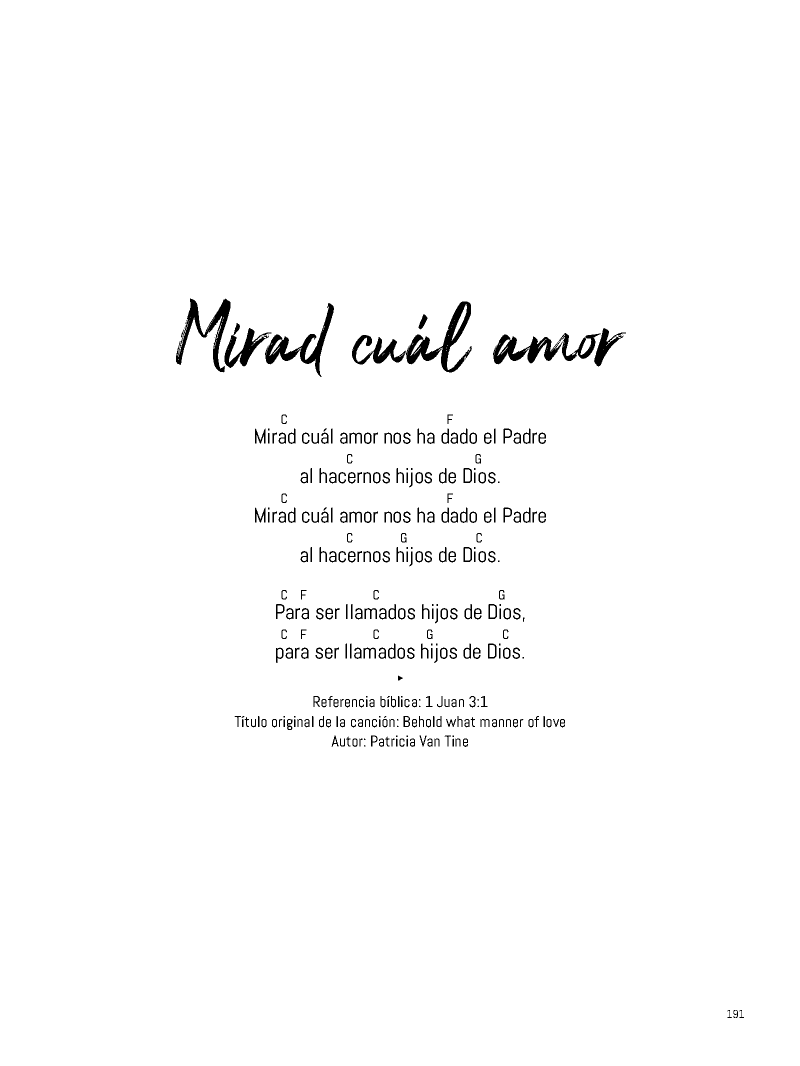 Mirad cuál amor
C F
Mirad cuál amor nos ha dado el Padre
C G
al hacernos hijos de Dios.
C F
Mirad cuál amor nos ha dado el Padre
C G C
al hacernos hijos de Dios.
C F C G
Para ser llamados hijos de Dios,
C F C G C
para ser llamados hijos de Dios.
Referencia bíblica: 1 Juan 3:1
Título original de la canción: Behold what manner of love
Autor: Patricia Van Tine
191